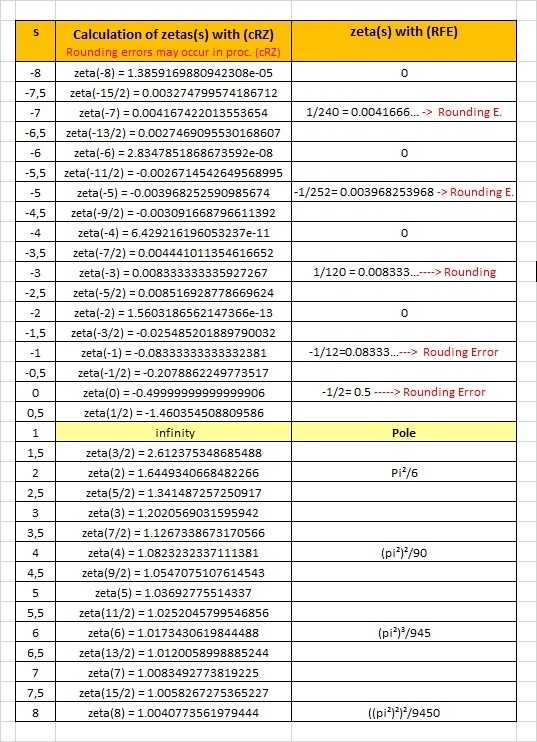 s Calculation of zetas(s) with (cRZ) zeta(s) with (RFE)
Rounding errors may occur in proc. (cRZ)
-8 zeta(-8) = 1.3859169880942308e-05 0
-7,5 zeta(-15/2) = 0.003274799574186712
-7 zeta(-7) = 0.004167422013553654 1/240 = 0.0041666... -> Rounding E.
-6,5 zeta(-13/2) = 0.0027469095530168607
-6 zeta(-6) = 2.8347851868673592e-08 0
-5,5 zeta(-11/2) = -0.0026714542649568995
-5 zeta(-5) = -0.003968252590985674 -1/252= 0.003968253968 -> Rounding E.
-4,5 zeta(-9/2) = -0.003091668796611392
-4 zeta(-4) = 6.429216196053237e-11 0
-3,5 zeta(-7/2) = 0.004441011354616652
-3 zeta(-3) = 0.008333333335927267 1/120 = 0.008333...----> Rounding
-2,5 zeta(-5/2) = 0.008516928778669624
-2 zeta(-2) = 1.5603186562147366e-13 0
-1,5 zeta(-3/2) = -0.025485201889790032
-1 zeta(-1) = -0.08333333333332381 -1/12=0.08333...---> Rouding Error
-0,5 zeta(-1/2) = -0.2078862249773517
0 zeta(0) = -0.49999999999999906 -1/2= 0.5 -----> Rounding Error
0,5 zeta(1/2) = -1.460354508809586
1 infinity Pole
1,5 zeta(3/2) = 2.612375348685488
2 zeta(2) = 1.6449340668482266 Pi²/6
2,5 zeta(5/2) = 1.341487257250917
3 zeta(3) = 1.2020569031595942
3,5 zeta(7/2) = 1.1267338673170566
4 zeta(4) = 1.0823232337111381 (pi²)²/90
4,5 zeta(9/2) = 1.0547075107614543
5 zeta(5) = 1.03692775514337
5,5 zeta(11/2) = 1.0252045799546856
6 zeta(6) = 1.0173430619844488 (pi²)³/945
6,5 zeta(13/2) = 1.0120058998885244
7 zeta(7) = 1.0083492773819225
7,5 zeta(15/2) = 1.0058267275365227
8 zeta(8) = 1.0040773561979444 ((pi²)²)²/9450